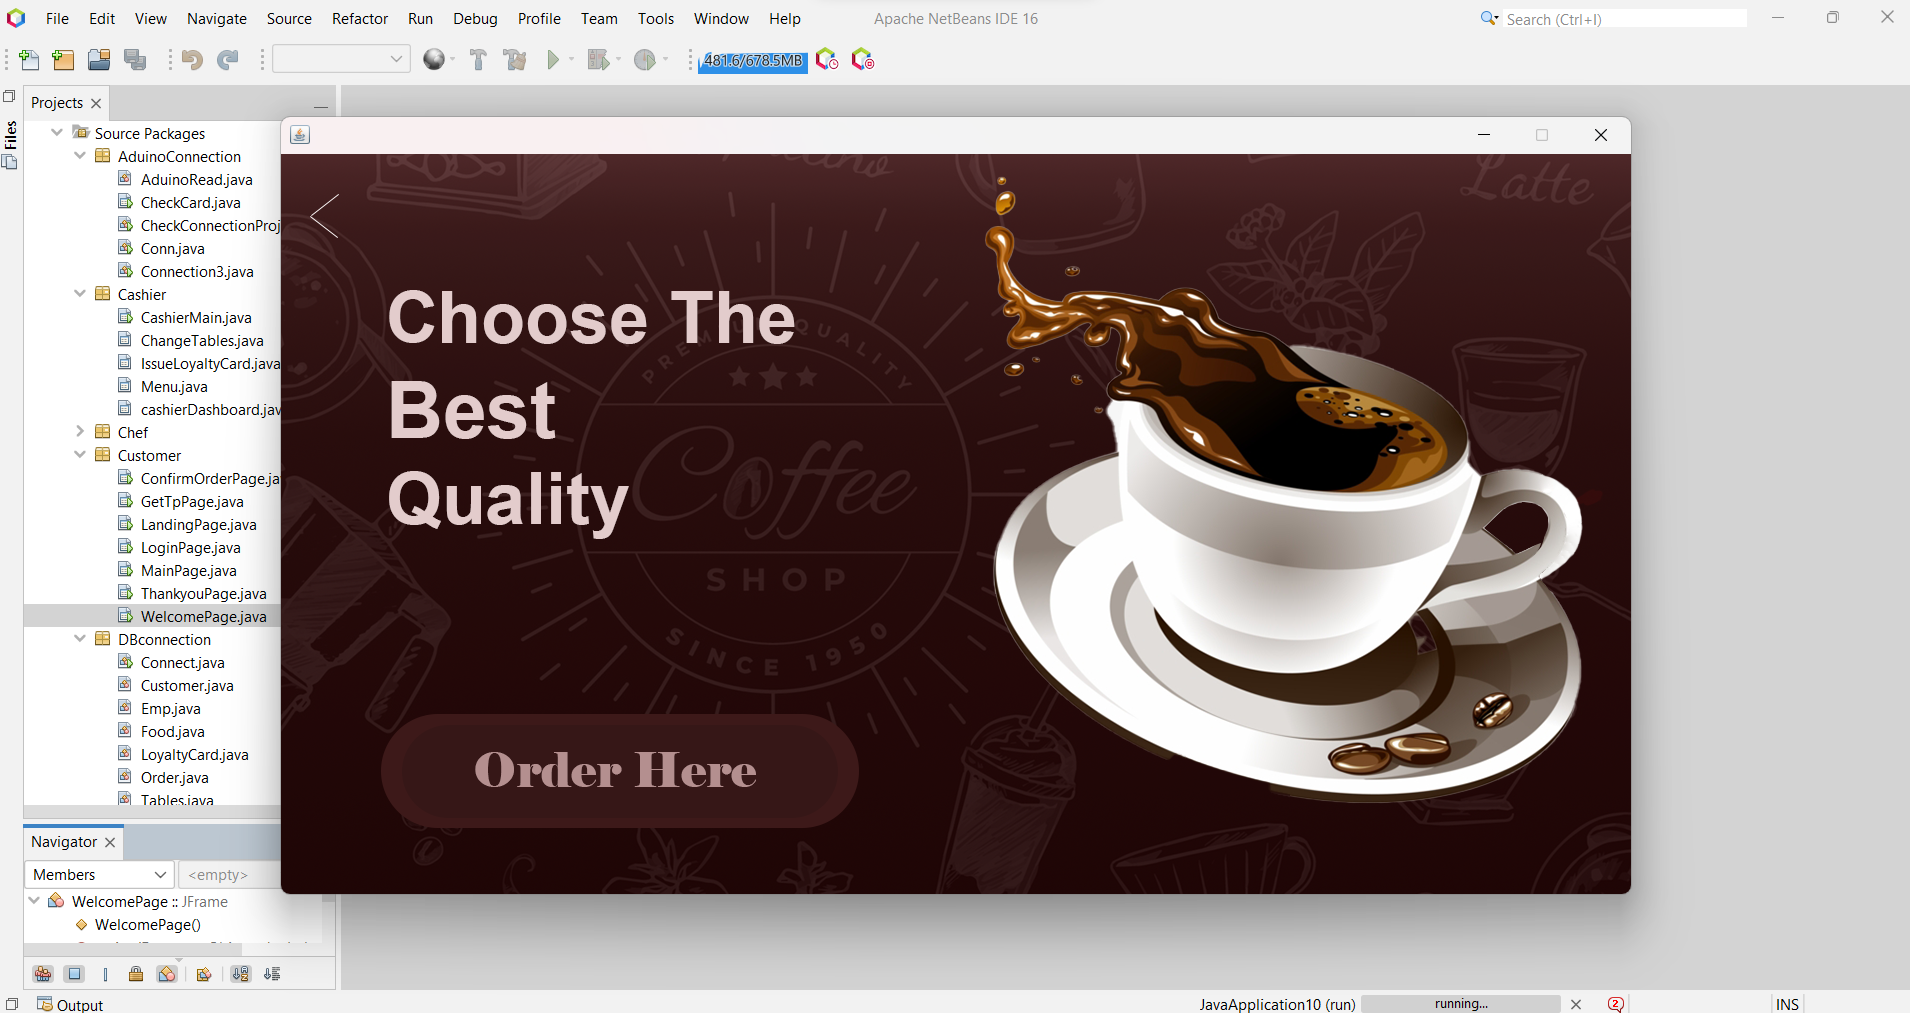 File Edit View Navigate Source Refactor Run Debug Profile Team Tools Window Help
Apache NetBeans IDE 16
Search (Ctrl+I)
481.6/678.5MB
Projects
Files
Source Packages
AduinoConnection
AduinoRead.java
CheckCard.java
CheckConnectionProj
Conn.java
Connection3.java
Cashier
CashierMain.java
ChangeTables.java
IssueLoyaltyCard.java
Menu.java
cashierDashboard.jav
Chef
Customer
ConfirmOrderPage.ja
GetTpPage.java
LandingPage.java
LoginPage.java
MainPage.java
ThankyouPage.java
WelcomePage.java
DBconnection
Connect.java
Customer.java
Emp.java
Food.java
LoyaltyCard.java
Order.java
Tables.java
Navigator
Members
<empty>
WelcomePage :: JFrame
WelcomePage()
Latte
Choose The
Best
Quality
PREMIUM QUALITY
Coffee
SHOP
SINCE 1950
Order Here
Output
JavaApplication10 (run)
running...
2
INS